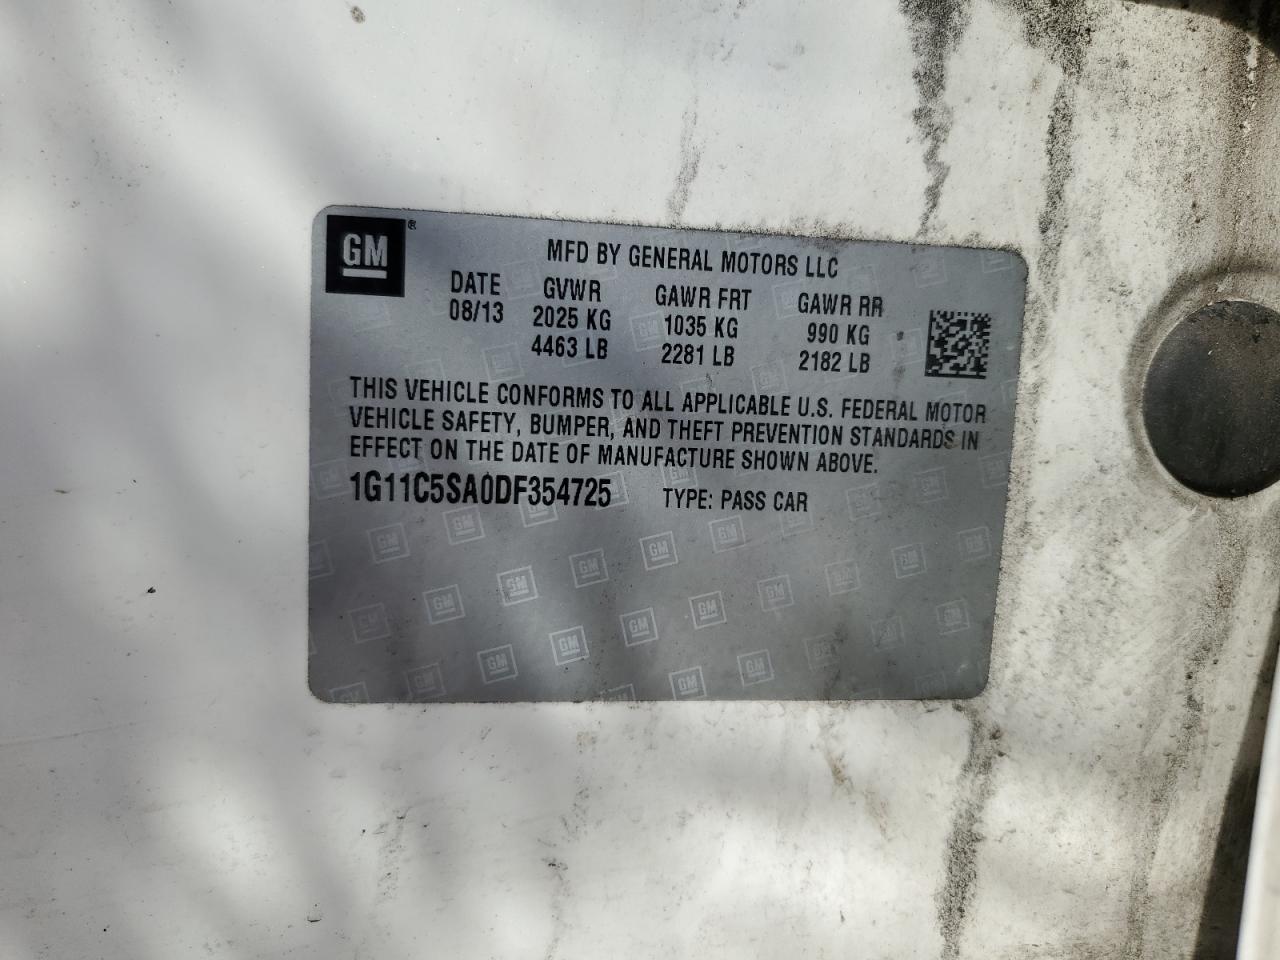 GM®
MFD BY GENERAL MOTORS LLC
DATE GVWR GAWR FRT GAWR RR
08/13 2025 KG 1035 KG 990 KG
4463 LB 2281 LB 2182 LB
THIS VEHICLE CONFORMS TO ALL APPLICABLE U.S. FEDERAL MOTOR
VEHICLE SAFETY, BUMPER, AND THEFT PREVENTION STANDARDS IN
EFFECT ON THE DATE OF MANUFACTURE SHOWN ABOVE.
1G11C5SA0DF354725 TYPE: PASS CAR